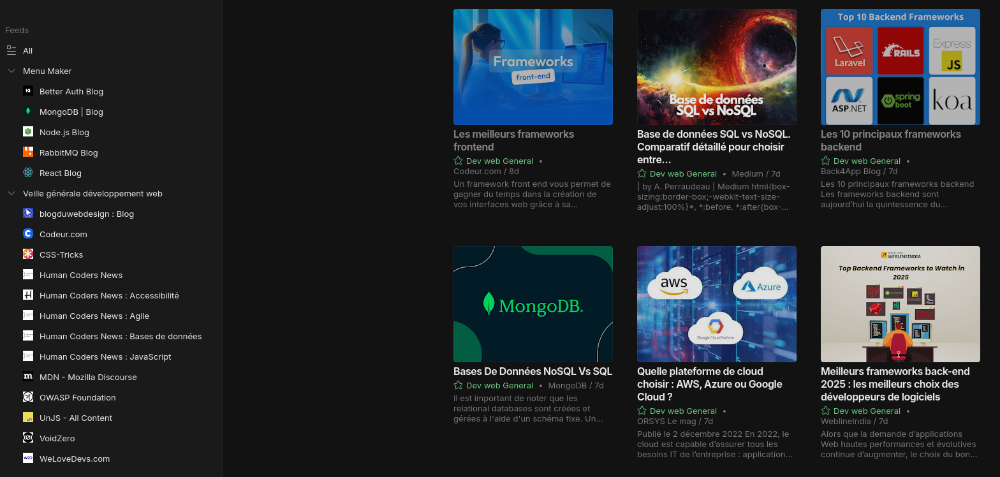 Feeds
All
Menu Maker
Better Auth Blog
MongoDB | Blog
Node.js Blog
RabbitMQ Blog
React Blog
Veille générale développement web
blogduwebdesign : Blog
Codeur.com
CSS-Tricks
Human Coders News
Human Coders News : Accessibilité
Human Coders News : Agile
Human Coders News : Bases de données
Human Coders News : JavaScript
MDN - Mozilla Discourse
OWASP Foundation
UnJS - All Content
VoidZero
WeLoveDevs.com
Frameworks
front-end
Les meilleurs frameworks
frontend
Dev web General •
Codeur.com / 8d
Un framework front end vous permet de
gagner du temps dans la création de
vos interfaces web grâce à sa...
Base de données
SQL vs NoSQL
Base de données SQL vs NoSQL.
Comparatif détaillé pour choisir
entre...
Dev web General • Medium / 7d
| by A. Perraudeau | Medium html{box-
sizing:border-box;-webkit-text-size-
adjust:100%}*, *:before, *:after{box-...
Top 10 Backend Frameworks
Laravel
RAILS
Express
JS
ASP.NET
spring
boot
koa
Les 10 principaux frameworks
backend
Dev web General •
Back4App Blog / 7d
Les 10 principaux frameworks backend
Les frameworks backend sont
aujourd’hui la quintessence du...
MongoDB.
Bases De Données NoSQL Vs SQL
Dev web General • MongoDB / 7d
Il est important de noter que les
relational databases sont créées et
gérées à l'aide d'un schéma fixe. Un...
aws
Azure
Google Cloud Platform
Quelle plateforme de cloud
choisir : AWS, Azure ou Google
Cloud ?
Dev web General •
ORSYS Le mag / 7d
Publié le 2 décembre 2022 En 2022, le
cloud est capable d’assurer tous les
besoins IT de l’entreprise : application...
WEBLINEINDIA
Top Backend Frameworks to Watch in
2025
JS
Express
Flask
dj
Meilleurs frameworks back-end
2025 : les meilleurs choix des
développeurs de logiciels
Dev web General •
WeblineIndia / 7d
Alors que la demande d’applications
Web hautes performances et évolutives
continue d’augmenter, le choix du bon...